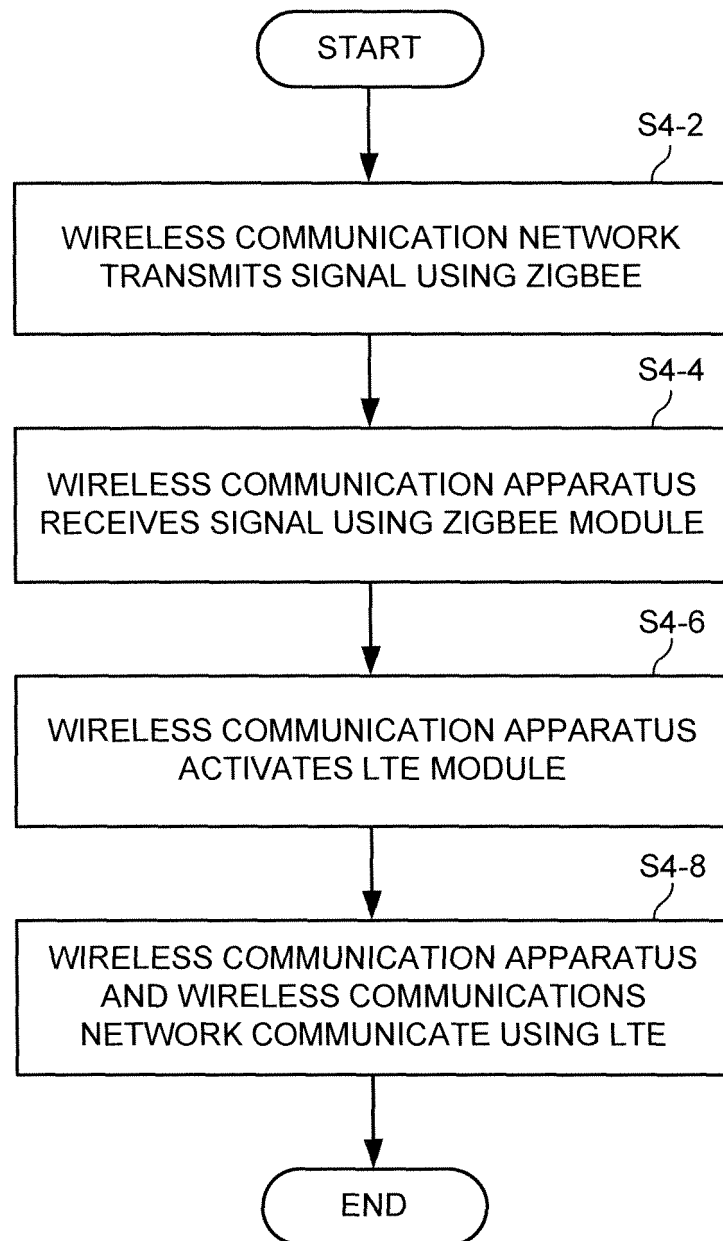 START
S4-2
WIRELESS COMMUNICATION NETWORK
TRANSMITS SIGNAL USING ZIGBEE
S4-4
WIRELESS COMMUNICATION APPARATUS
RECEIVES SIGNAL USING ZIGBEE MODULE
S4-6
WIRELESS COMMUNICATION APPARATUS
ACTIVATES LTE MODULE
S4-8
WIRELESS COMMUNICATION APPARATUS
AND WIRELESS COMMUNICATIONS
NETWORK COMMUNICATE USING LTE
END